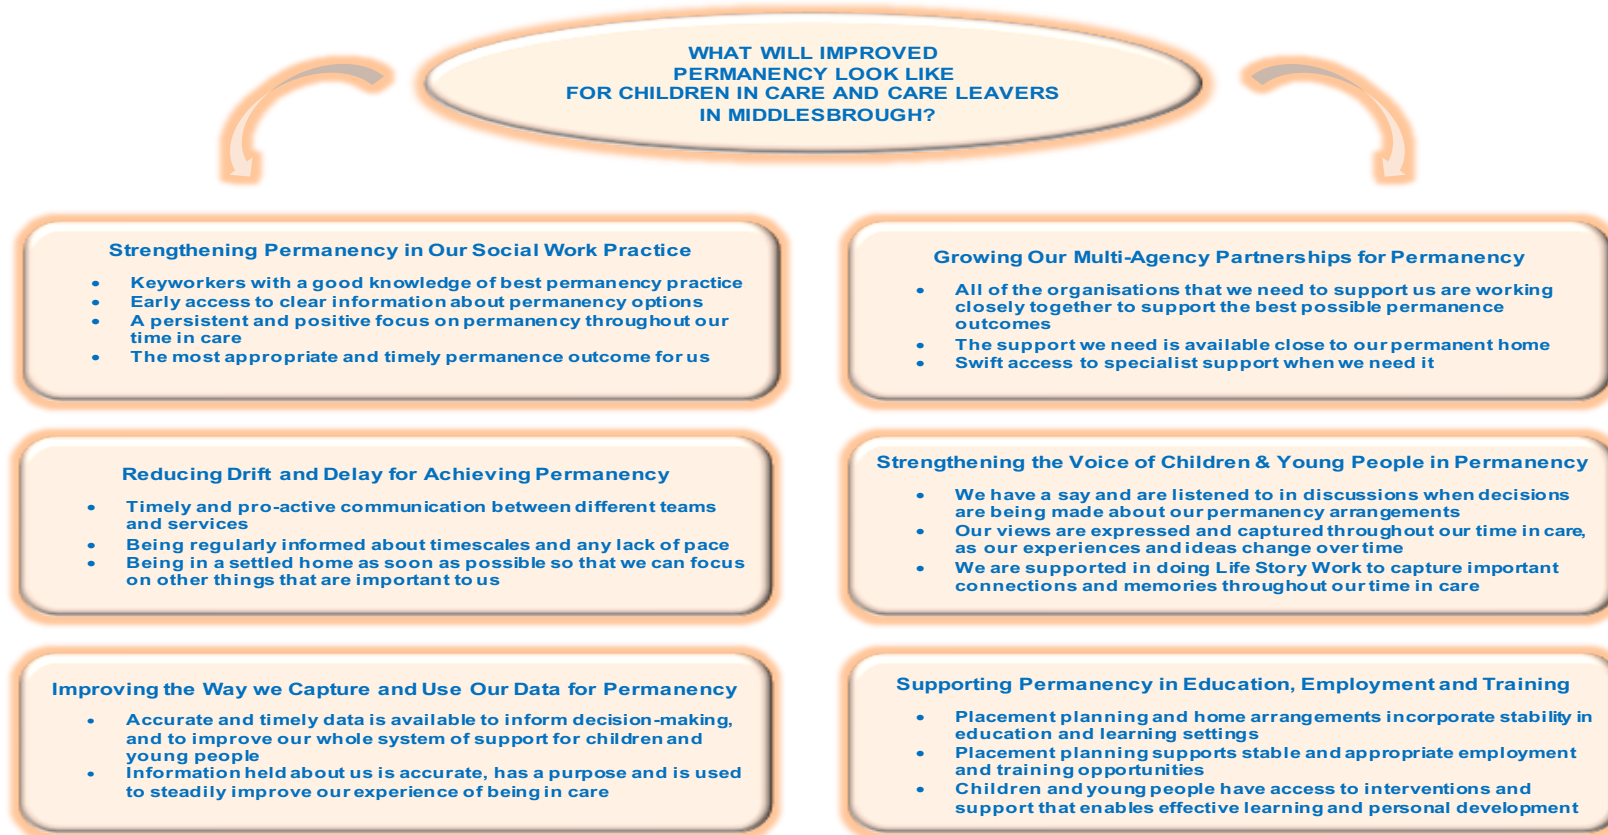 WHAT WILL IMPROVED
PERMANENCY LOOK LIKE
FOR CHILDREN IN CARE AND CARE LEAVERS
IN MIDDLESBROUGH?
Strengthening Permanency in Our Social Work Practice
• Keyworkers with a good knowledge of best permanency practice
• Early access to clear information about permanency options
• A persistent and positive focus on permanency throughout our
time in care
• The most appropriate and timely permanence outcome for us
Growing Our Multi-Agency Partnerships for Permanency
• All of the organisations that we need to support us are working
closely together to support the best possible permanence
outcomes
• The support we need is available close to our permanent home
• Swift access to specialist support when we need it
Reducing Drift and Delay for Achieving Permanency
• Timely and pro-active communication between different teams
and services
• Being regularly informed about timescales and any lack of pace
• Being in a settled home as soon as possible so that we can focus
on other things that are important to us
Strengthening the Voice of Children & Young People in Permanency
• We have a say and are listened to in discussions when decisions
are being made about our permanency arrangements
• Our views are expressed and captured throughout our time in care,
as our experiences and ideas change over time
• We are supported in doing Life Story Work to capture important
connections and memories throughout our time in care
Improving the Way we Capture and Use Our Data for Permanency
• Accurate and timely data is available to inform decision-making,
and to improve our whole system of support for children and
young people
• Information held about us is accurate, has a purpose and is used
to steadily improve our experience of being in care
Supporting Permanency in Education, Employment and Training
• Placement planning and home arrangements incorporate stability in
education and learning settings
• Placement planning supports stable and appropriate employment
and training opportunities
• Children and young people have access to interventions and
support that enables effective learning and personal development